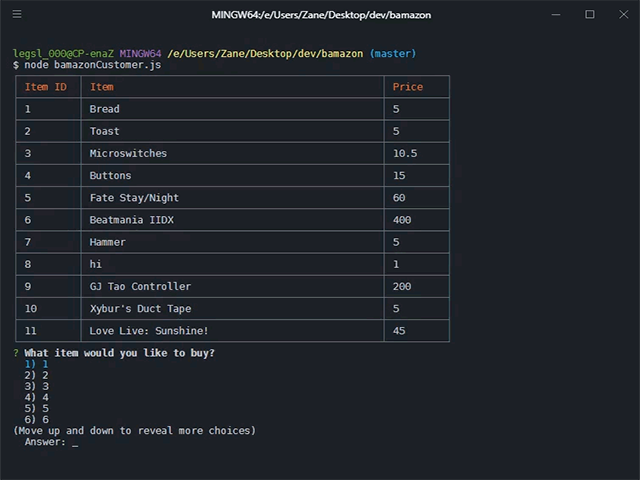 MINGW64:/e/Users/Zane/Desktop/dev/bamazon
legsl_000@CP-enaZ MINGW64 /e/Users/Zane/Desktop/dev/bamazon (master)
$ node bamazonCustomer.js
Item ID Item Price
1 Bread 5
2 Toast 5
3 Microswitches 10.5
4 Buttons 15
5 Fate Stay/Night 60
6 Beatmania IIDX 400
7 Hammer 5
8 hi 1
9 GJ Tao Controller 200
10 Xybur's Duct Tape 5
11 Love Live: Sunshine! 45
? What item would you like to buy?
1) 1
2) 2
3) 3
4) 4
5) 5
6) 6
(Move up and down to reveal more choices)
Answer: _